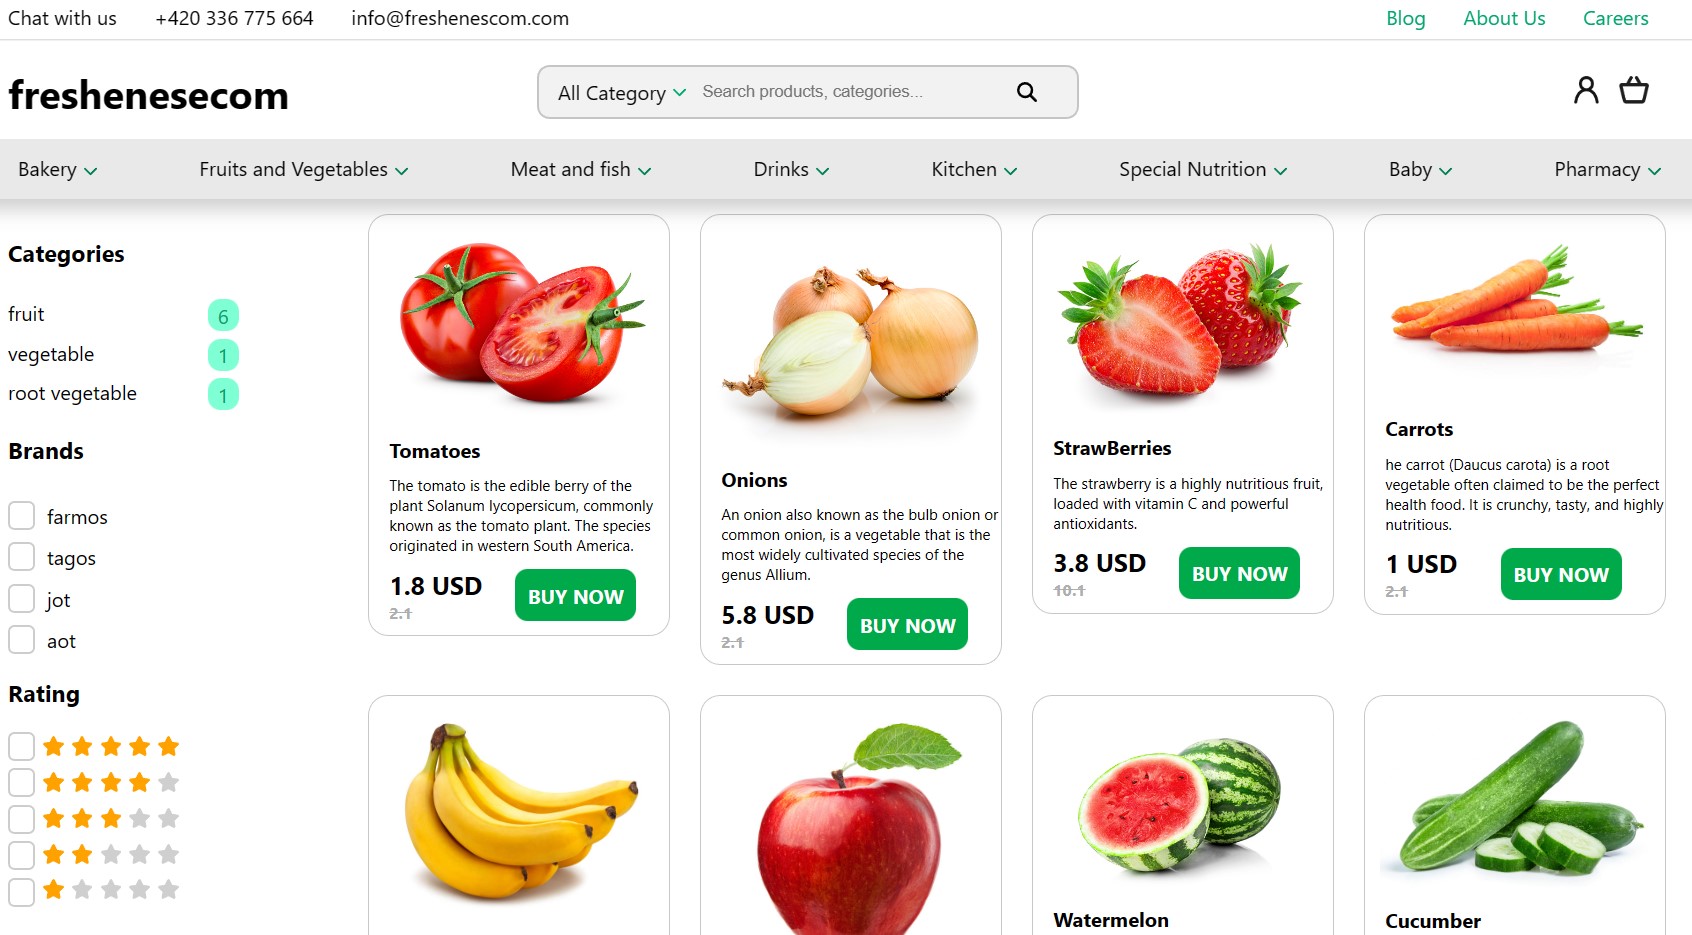 Chat with us +420 336 775 664 info@freshenescom.com Blog About Us Careers
freshenesecom
All Category Search products, categories...
Bakery Fruits and Vegetables Meat and fish Drinks Kitchen Special Nutrition Baby Pharmacy
Categories
fruit 6
vegetable 1
root vegetable 1
Brands
farmos
tagos
jot
aot
Rating
Tomatoes
The tomato is the edible berry of the
plant Solanum lycopersicum, commonly
known as the tomato plant. The species
originated in western South America.
1.8 USD
2.1
BUY NOW
Onions
An onion also known as the bulb onion or
common onion, is a vegetable that is the
most widely cultivated species of the
genus Allium.
5.8 USD
2.1
BUY NOW
StrawBerries
The strawberry is a highly nutritious fruit,
loaded with vitamin C and powerful
antioxidants.
3.8 USD
10.1
BUY NOW
Carrots
he carrot (Daucus carota) is a root
vegetable often claimed to be the perfect
health food. It is crunchy, tasty, and highly
nutritious.
1 USD
2.1
BUY NOW
Watermelon
Cucumber